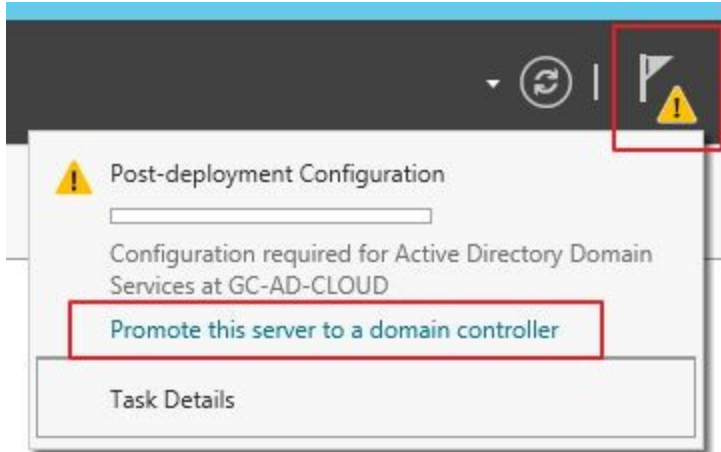 Post-deployment Configuration
Configuration required for Active Directory Domain
Services at GC-AD-CLOUD
Promote this server to a domain controller
Task Details